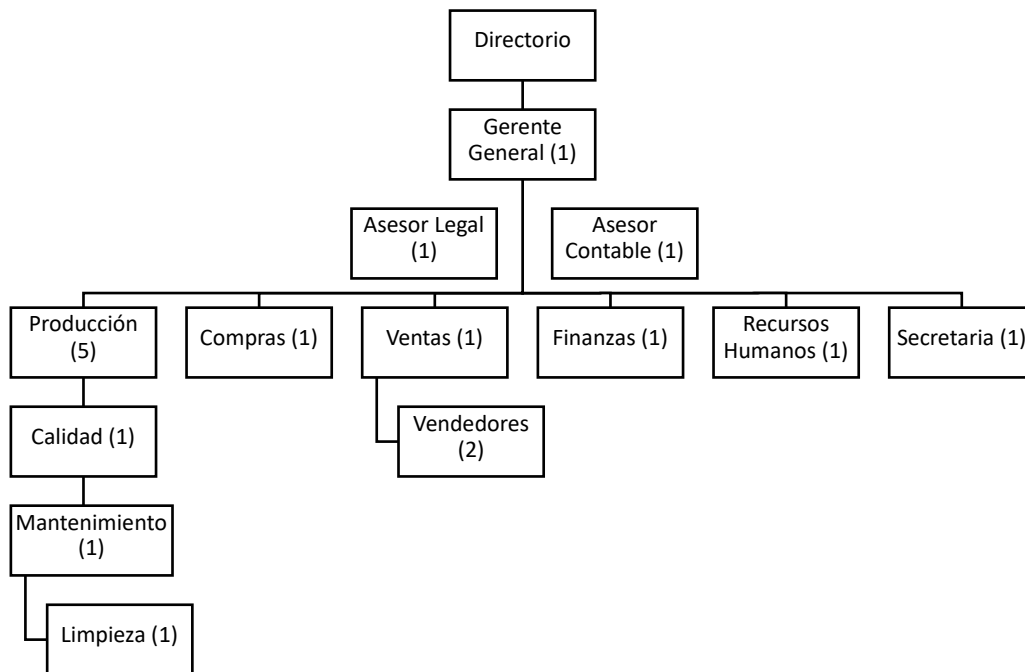 Directorio
Gerente
General (1)
Asesor Legal
(1)
Asesor
Contable (1)
Producción
(5)
Compras (1)
Ventas (1)
Finanzas (1)
Recursos
Humanos (1)
Secretaria (1)
Calidad (1)
Vendedores
(2)
Mantenimiento
(1)
Limpieza (1)